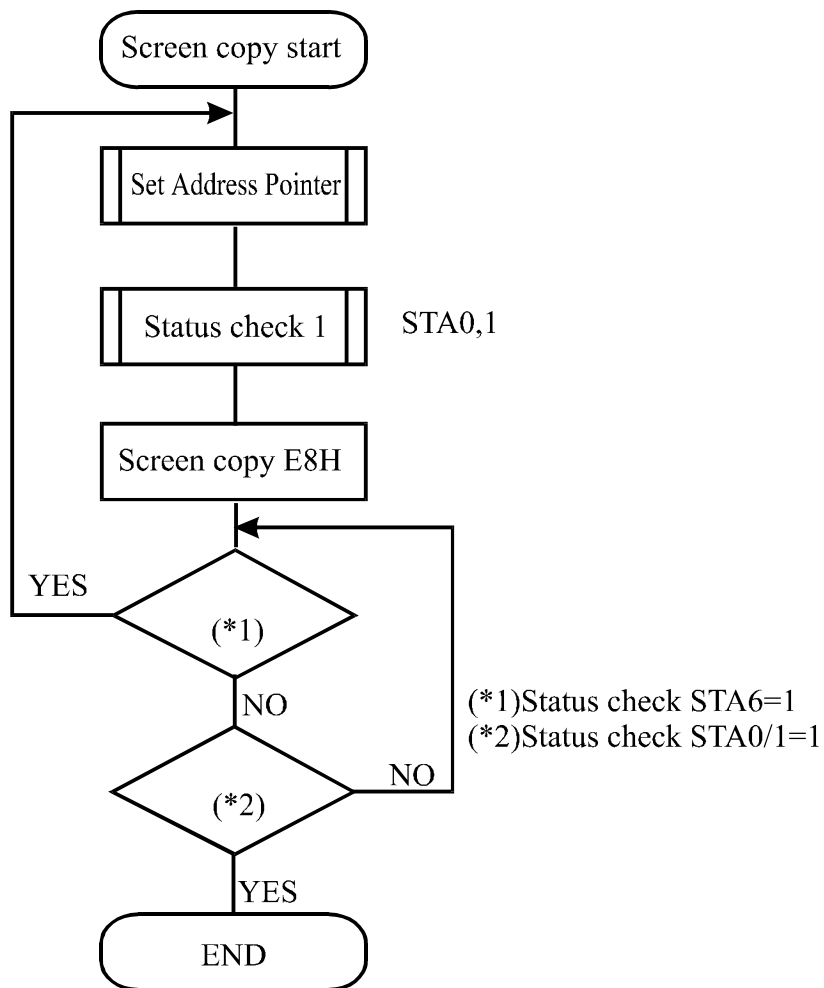 Screen copy start
Set Address Pointer
Status check 1
STA0,1
Screen copy E8H
YES
(*1)
NO
(*1)Status check STA6=1
(*2)Status check STA0/1=1
(*2)
NO
YES
END